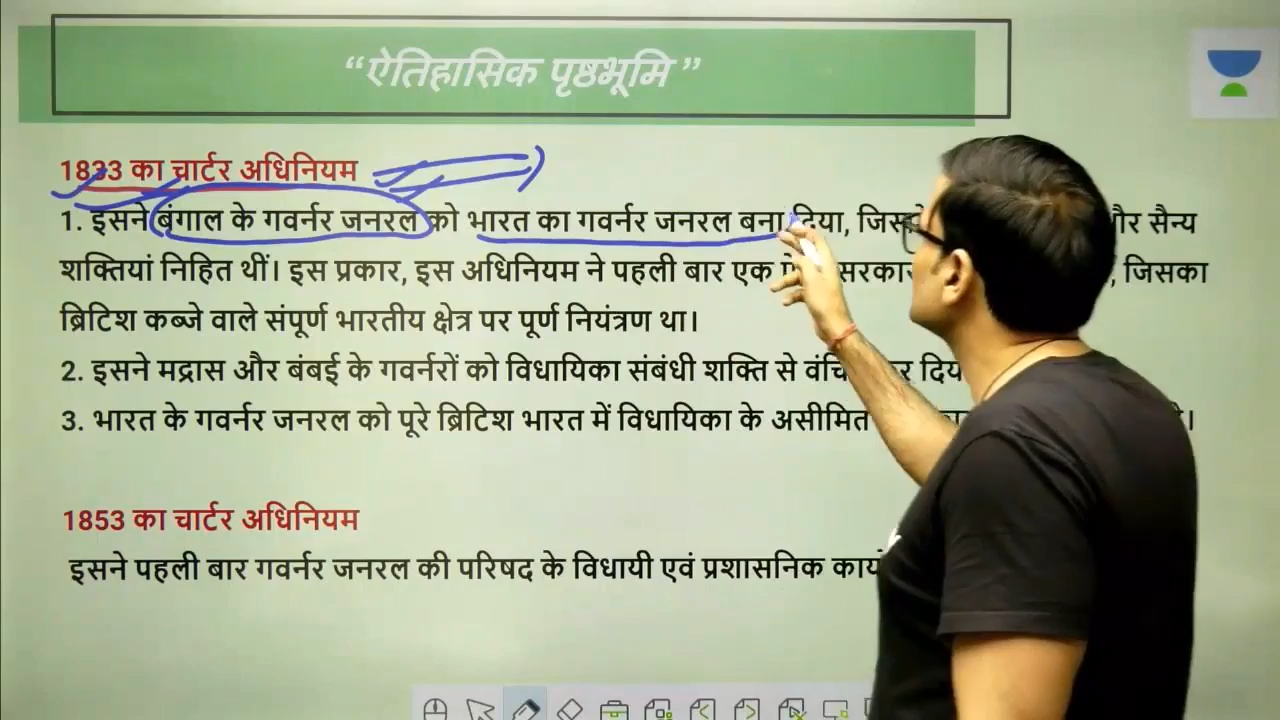 “ऐतिहासिक पृष्ठभूमि”
1833 का चार्टर अधिनियम
1. इसने बंगाल के गवर्नर जनरल को भारत का गवर्नर जनरल बना दिया, सैन्य
शक्तियां निहित थीं। इस प्रकार, इस अधिनियम ने पहली बार एक जिसका
ब्रिटिश कब्जे वाले संपूर्ण भारतीय क्षेत्र पर पूर्ण नियंत्रण था।
2. इसने मद्रास और बंबई के गवर्नरों को विधायिका संबंधी शक्ति से
3. भारत के गवर्नर जनरल को पूरे ब्रिटिश भारत में विधायिका के असीमित
1853 का चार्टर अधिनियम
इसने पहली बार गवर्नर जनरल की परिषद के विधायी एवं प्रशासनिक